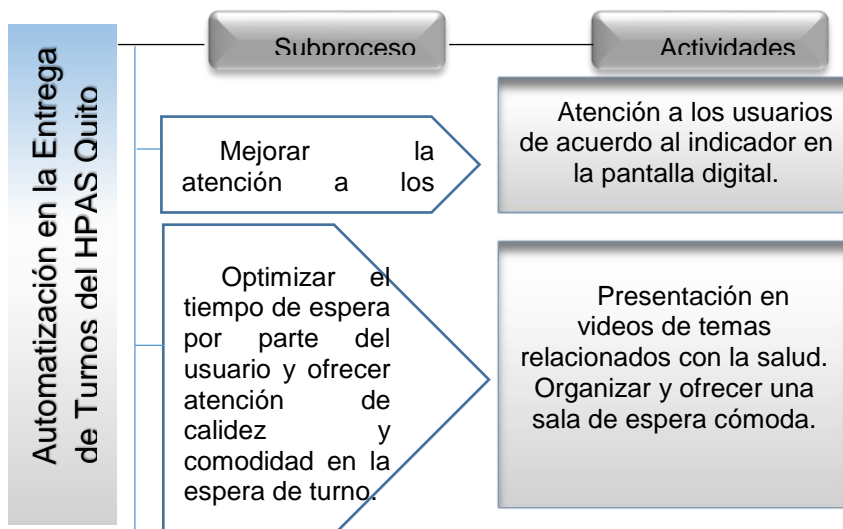 Automatización en la Entrega
de Turnos del HPAS Quito
Subproceso
Actividades
Mejorar la
atención a los
Atención a los usuarios
de acuerdo al indicador en
la pantalla digital.
Optimizar el
tiempo de espera
por parte del
usuario y ofrecer
atención de
calidez y
comodidad en la
espera de turno.
Presentación en
videos de temas
relacionados con la salud.
Organizar y ofrecer una
sala de espera cómoda.